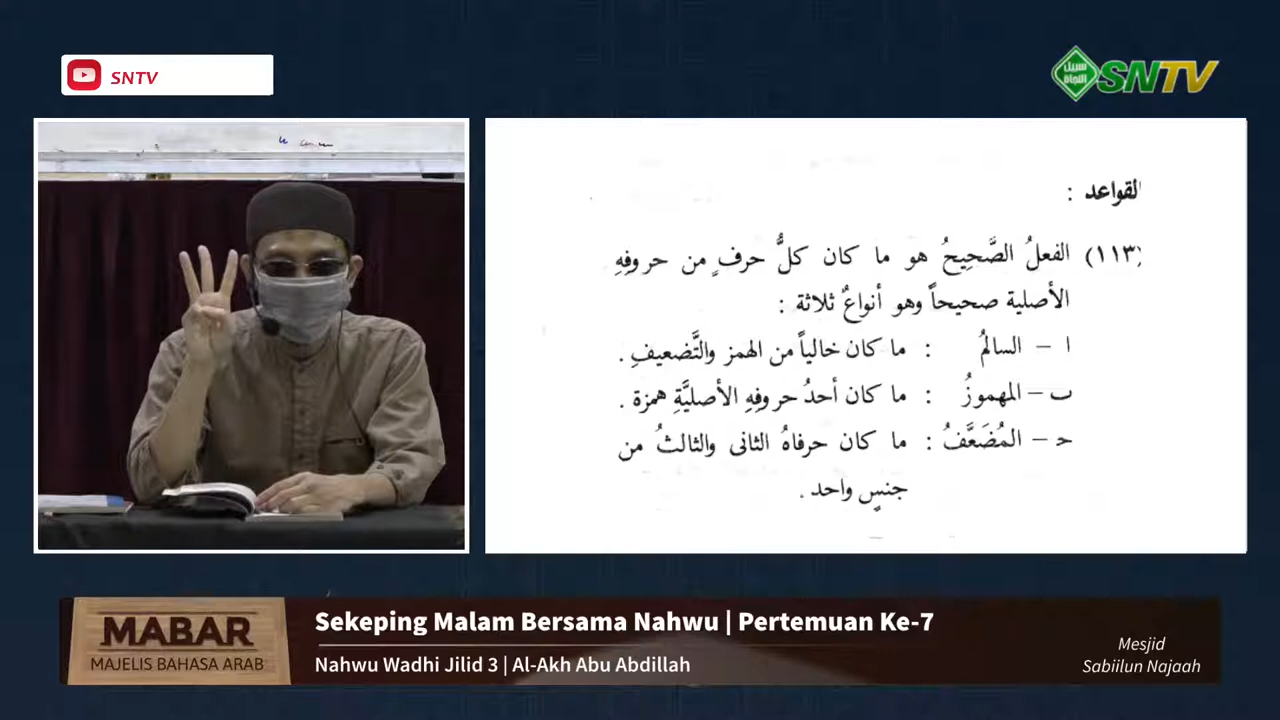 SNTV
سبيل
النجاة
SNTV
القواعد :
(١١٣) الفعلُ الصَّحِيحُ هو ما كان كلُّ حرفٍ من حروفِهِ
الأصلية صحيحاً وهو أنواعٌ ثلاثة :
ا – السالمُ : ما كان خالياً من الهمز والتَّضعيفِ .
ب – المهموزُ : ما كان أحدُ حروفِهِ الأصليَّةِ همزة .
حـ – المُضَعَّفُ : ما كان حرفاهُ الثانى والثالثُ من
جنسٍ واحد .
MABAR
MAJELIS BAHASA ARAB
Sekeping Malam Bersama Nahwu | Pertemuan Ke-7
Nahwu Wadhi Jilid 3 | Al-Akh Abu Abdillah
Mesjid
Sabiilun Najaah